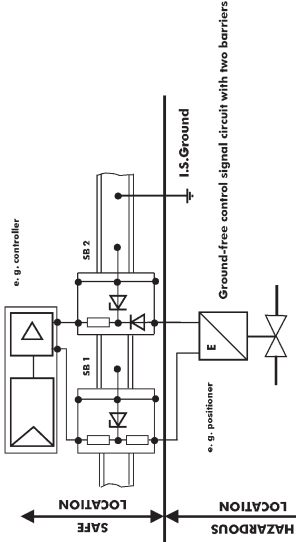 e. g. controller
SB 2
SB 1
I.S.Ground
Ground-free control signal circuit with two barriers
E
e. g. positioner
SAFE
LOCATION
HAZARDOUS
LOCATION